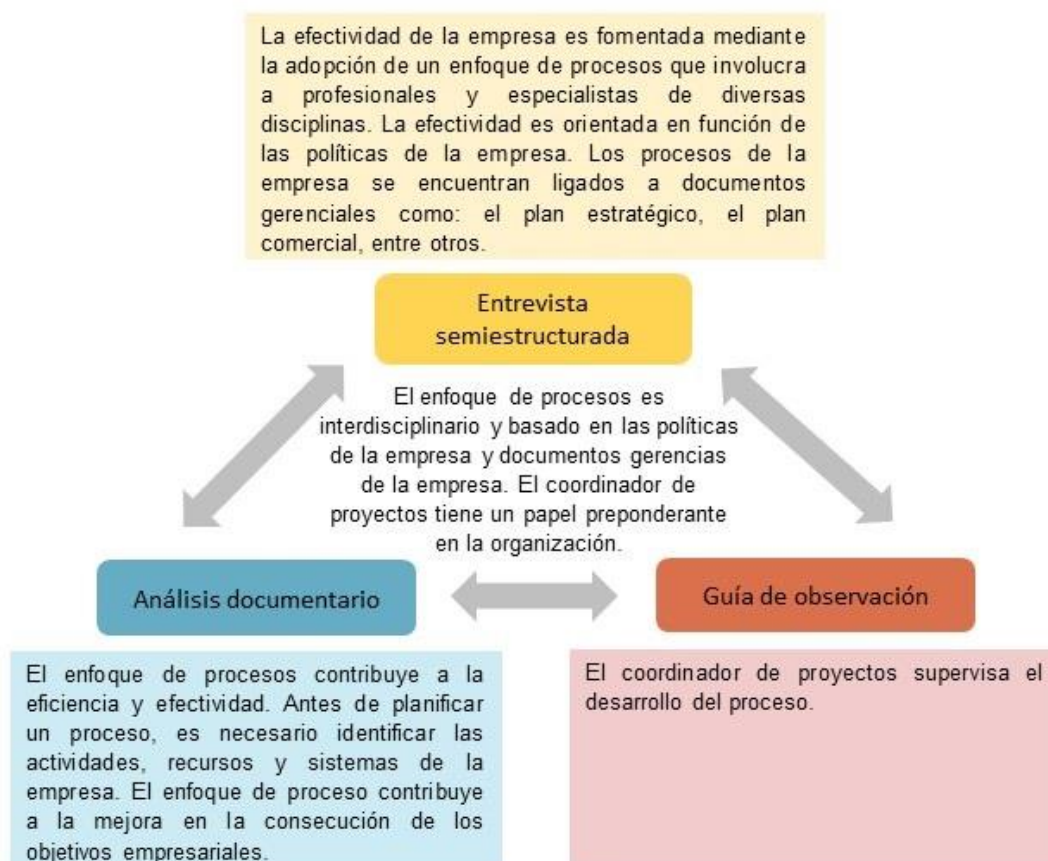 La efectividad de la empresa es fomentada mediante
la adopción de un enfoque de procesos que involucra
a profesionales y especialistas de diversas
disciplinas. La efectividad es orientada en función de
las políticas de la empresa. Los procesos de la
empresa se encuentran ligados a documentos
gerenciales como: el plan estratégico, el plan
comercial, entre otros.
Entrevista
semiestructurada
El enfoque de procesos es
interdisciplinario y basado en las políticas
de la empresa y documentos gerencias
de la empresa. El coordinador de
proyectos tiene un papel preponderante
en la organización.
Análisis documentario
Guía de observación
El enfoque de procesos contribuye a la
eficiencia y efectividad. Antes de planificar
un proceso, es necesario identificar las
actividades, recursos y sistemas de la
empresa. El enfoque de proceso contribuye
a la mejora en la consecución de los
objetivos empresariales.
El coordinador de proyectos supervisa el
desarrollo del proceso.